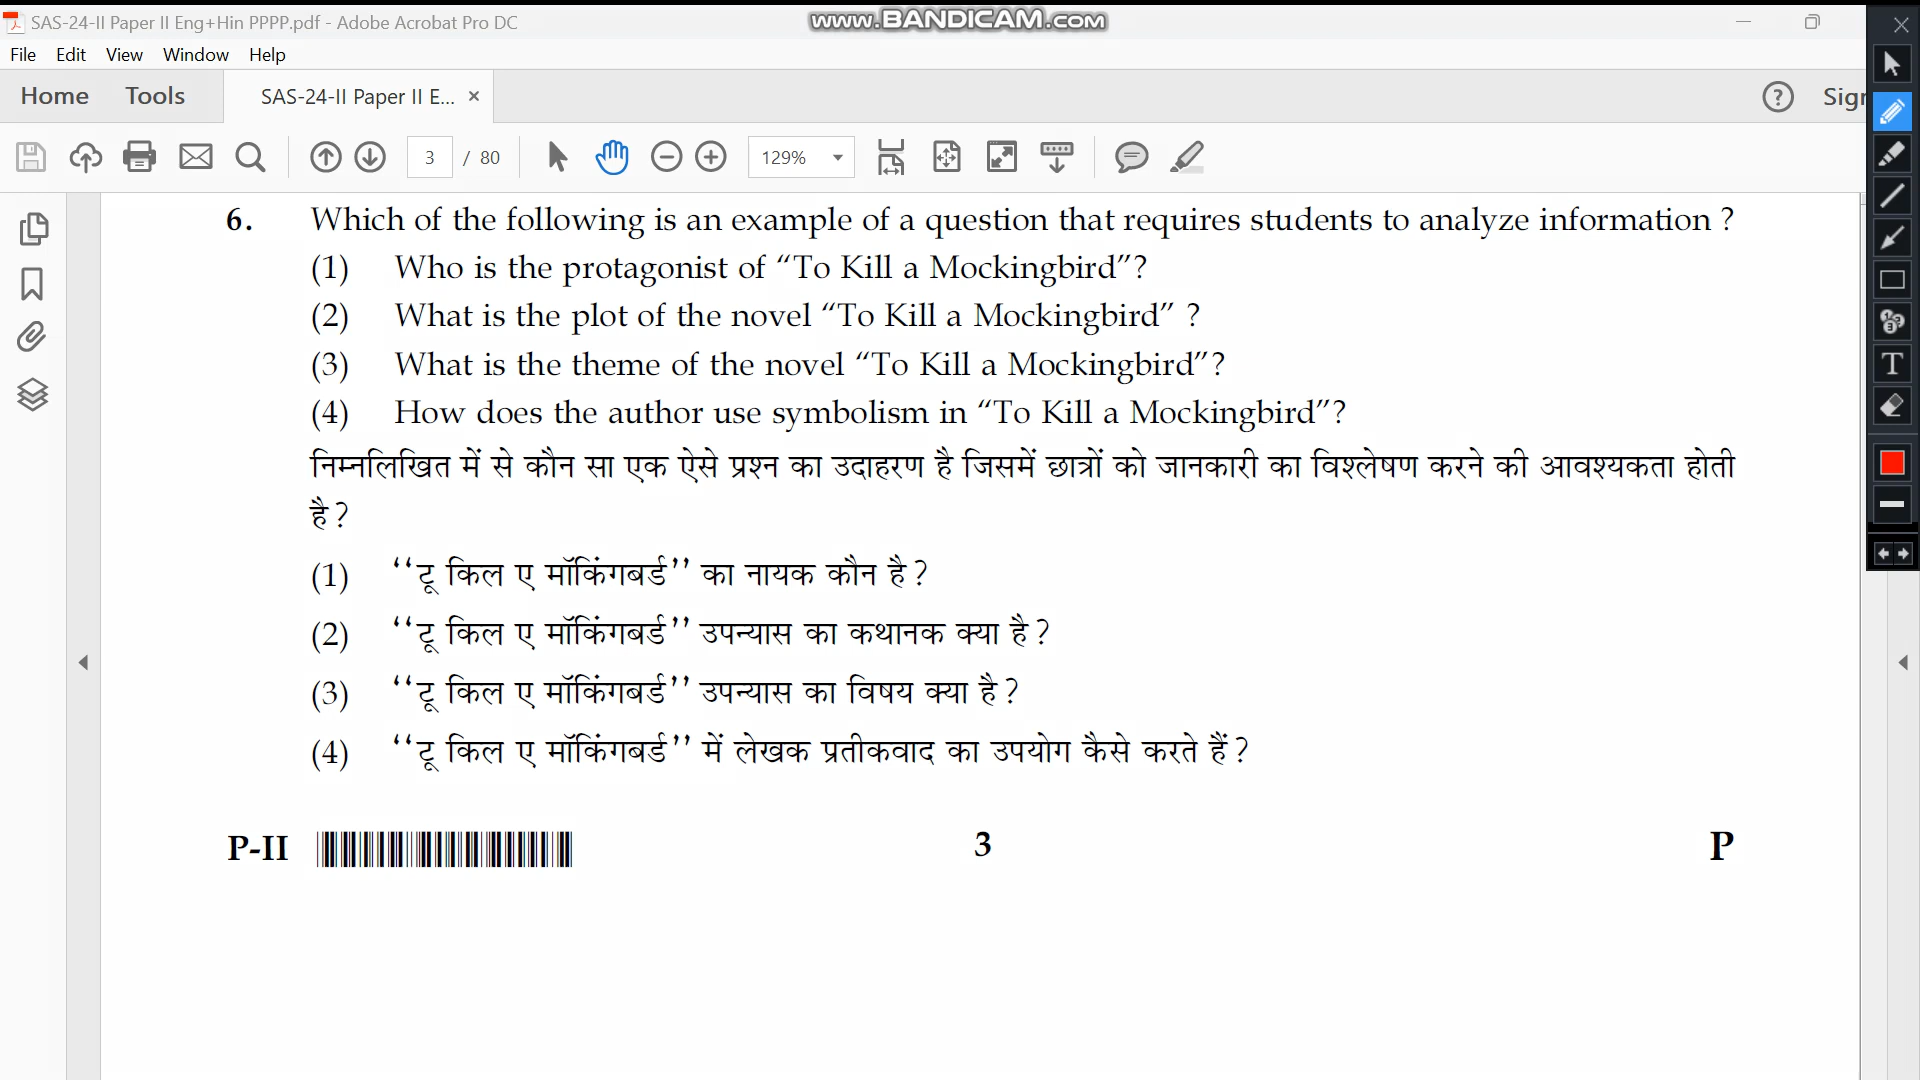 SAS-24-II Paper II Eng+Hin PPPP.pdf - Adobe Acrobat Pro DC
www.BANDICAM.com
File Edit View Window Help
Home Tools SAS-24-II Paper II E... × ? Sign
3 / 80 129%
6. Which of the following is an example of a question that requires students to analyze information ?
(1) Who is the protagonist of “To Kill a Mockingbird”?
(2) What is the plot of the novel “To Kill a Mockingbird” ?
(3) What is the theme of the novel “To Kill a Mockingbird”?
(4) How does the author use symbolism in “To Kill a Mockingbird”?
निम्नलिखित में से कौन सा एक ऐसे प्रश्न का उदाहरण है जिसमें छात्रों को जानकारी का विश्लेषण करने की आवश्यकता होती
है ?
(1) ‘‘टू किल ए मॉकिंगबर्ड’’ का नायक कौन है ?
(2) ‘‘टू किल ए मॉकिंगबर्ड’’ उपन्यास का कथानक क्या है ?
(3) ‘‘टू किल ए मॉकिंगबर्ड’’ उपन्यास का विषय क्या है ?
(4) ‘‘टू किल ए मॉकिंगबर्ड’’ में लेखक प्रतीकवाद का उपयोग कैसे करते हैं ?
P-II 3 P